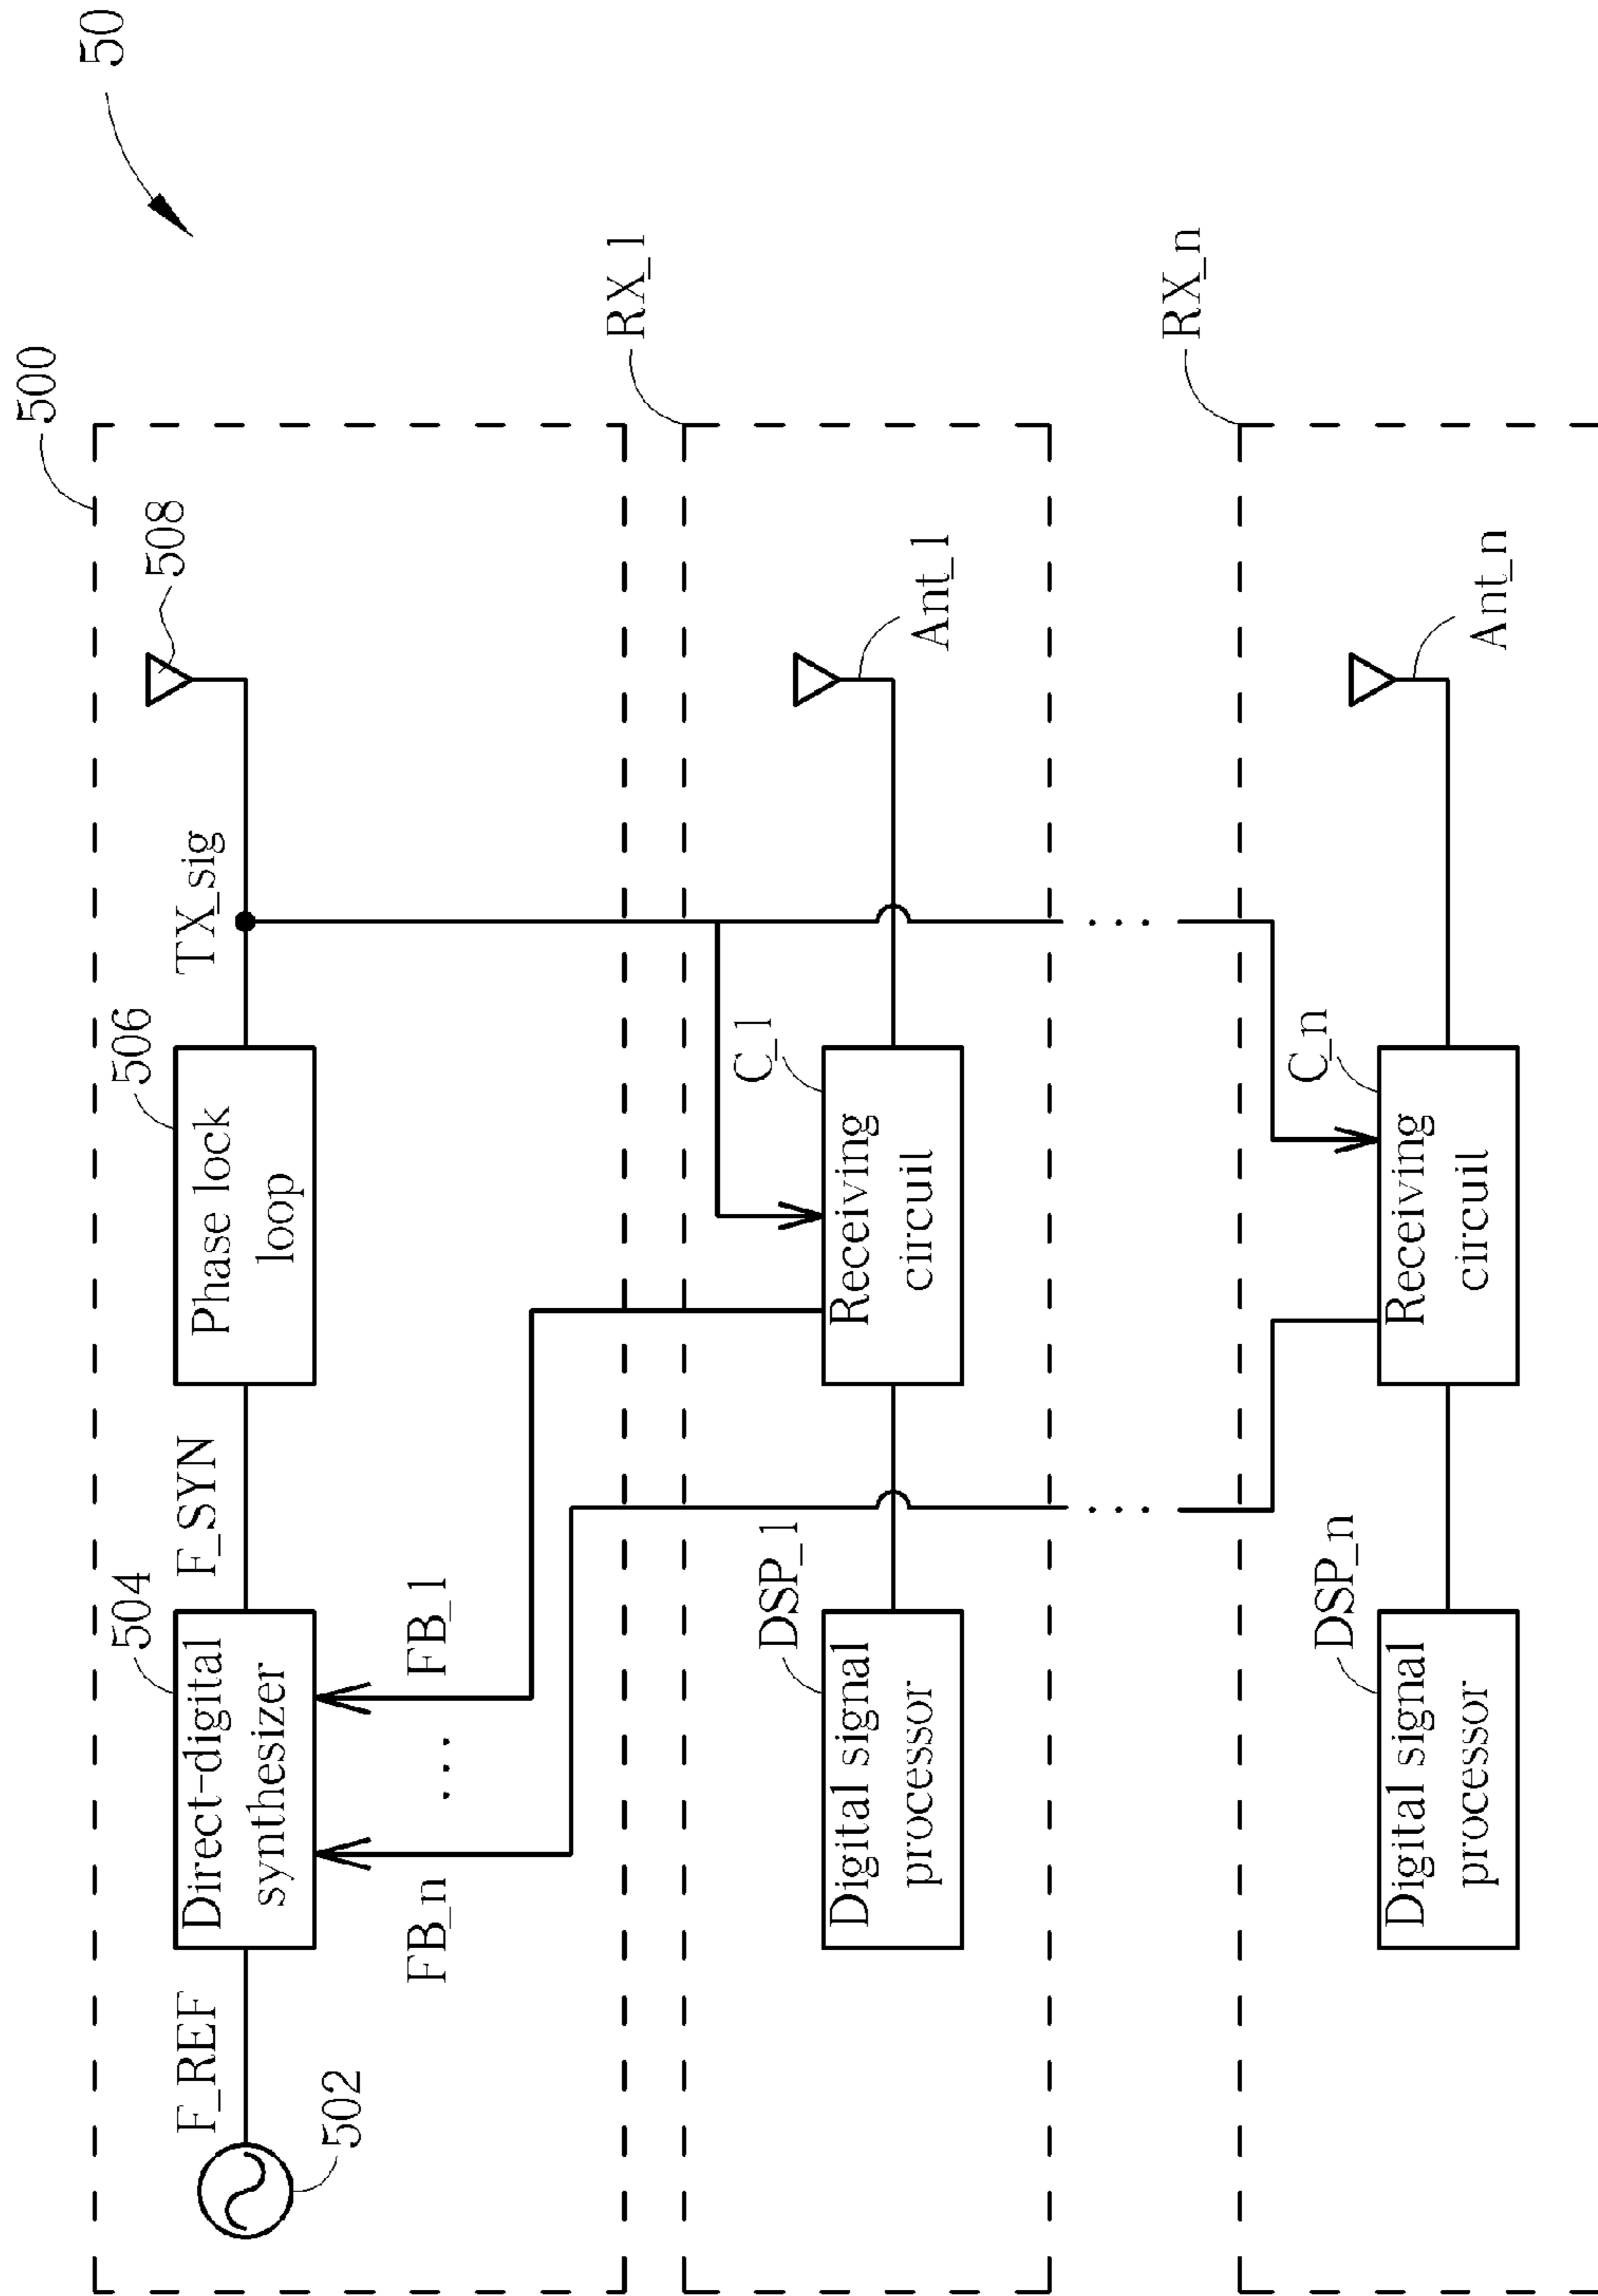 50
500
508
TX_sig
506
Phase lock
loop
F_SYN
504
Direct-digital
synthesizer
F_REF
502
FB_1
...
FB_n
RX_1
Ant_1
C_1
Receiving
circuit
DSP_1
Digital signal
processor
...
...
RX_n
Ant_n
C_n
Receiving
circuit
DSP_n
Digital signal
processor